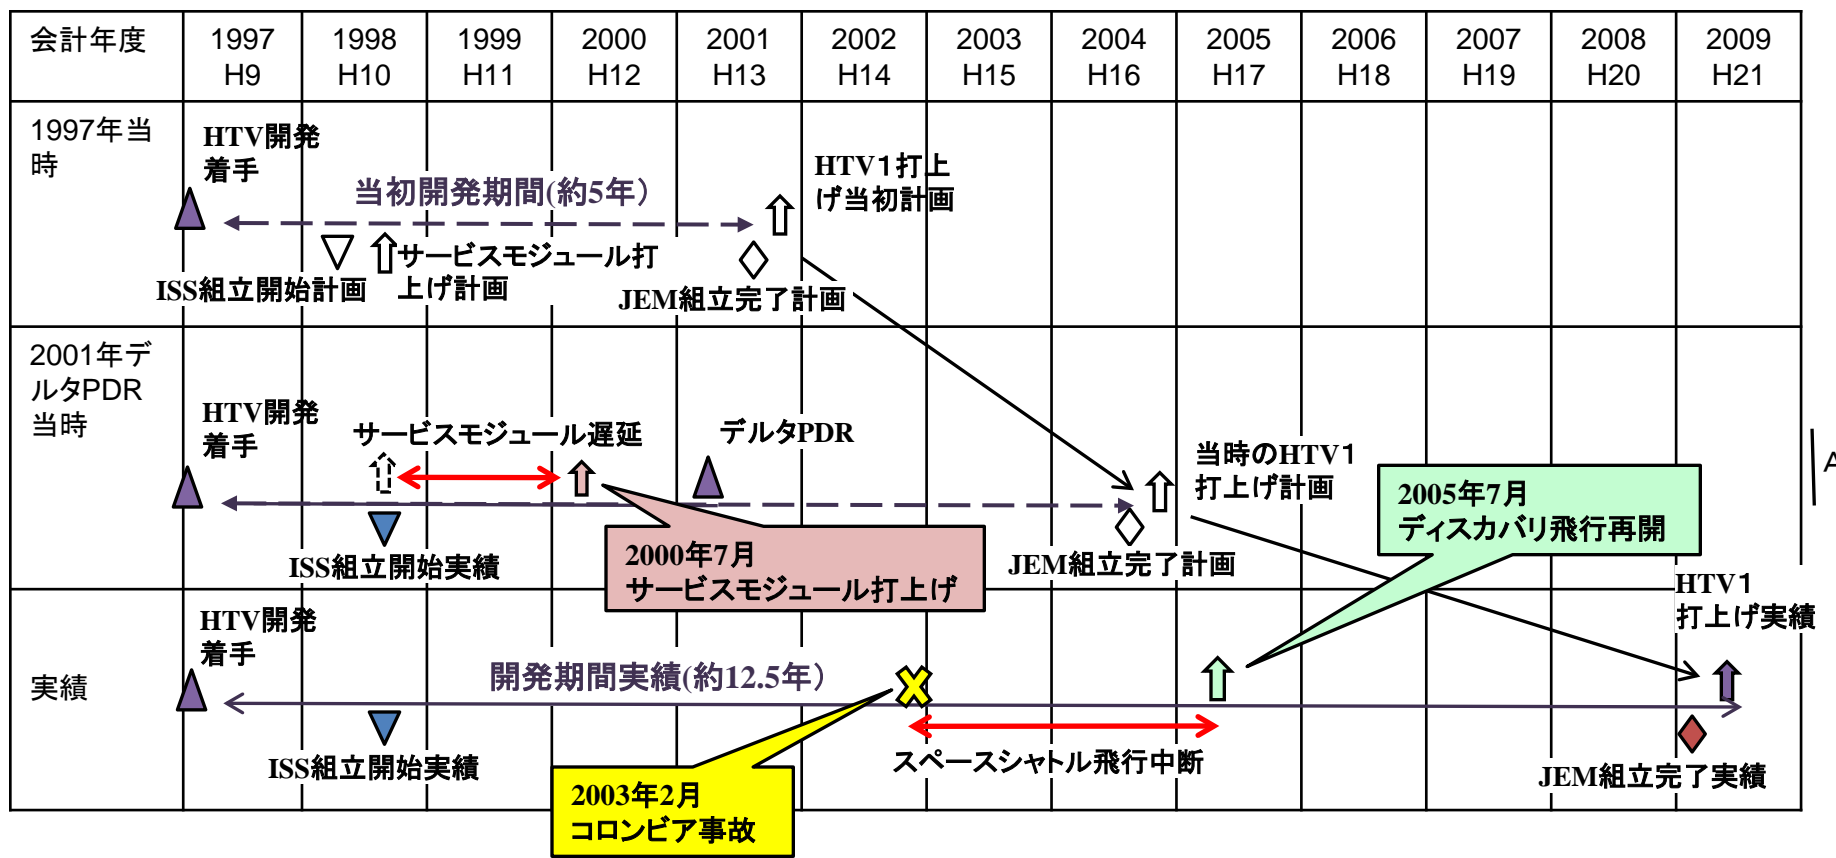 会計年度
1997
H9
1998
H10
1999
H11
2000
H12
2001
H13
2002
H14
2003
H15
2004
H16
2005
H17
2006
H18
2007
H19
2008
H20
2009
H21
1997年当
時
HTV開発
着手
当初開発期間(約5年)
HTV1打上
げ当初計画
ISS組立開始計画
サービスモジュール打
上げ計画
JEM組立完了計画
2001年デ
ルタPDR
当時
HTV開発
着手
サービスモジュール遅延
デルタPDR
当時のHTV1
打上げ計画
ISS組立開始実績
2000年7月
サービスモジュール打上げ
JEM組立完了計画
2005年7月
ディスカバリ飛行再開
A
実績
HTV開発
着手
開発期間実績(約12.5年)
HTV1
打上げ実績
ISS組立開始実績
2003年2月
コロンビア事故
スペースシャトル飛行中断
JEM組立完了実績